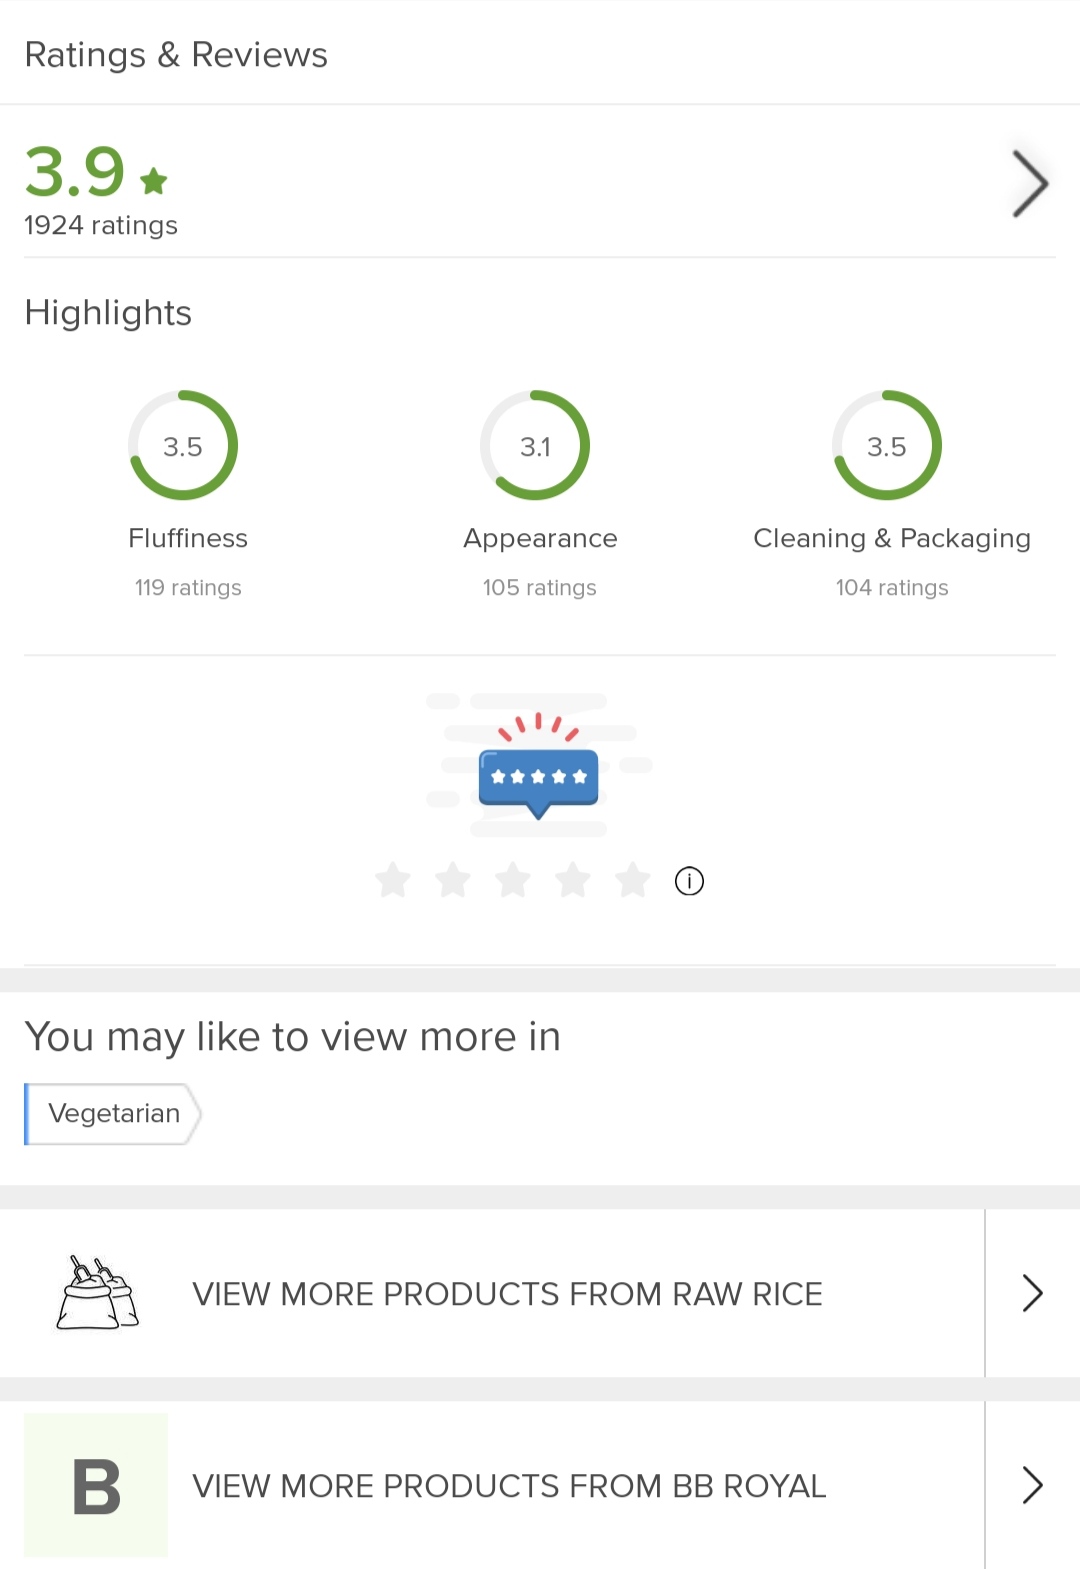 Ratings & Reviews
3.9
1924 ratings
Highlights
3.5 3.1 3.5
Fluffiness Appearance Cleaning & Packaging
119 ratings 105 ratings 104 ratings
You may like to view more in
Vegetarian
VIEW MORE PRODUCTS FROM RAW RICE
B VIEW MORE PRODUCTS FROM BB ROYAL